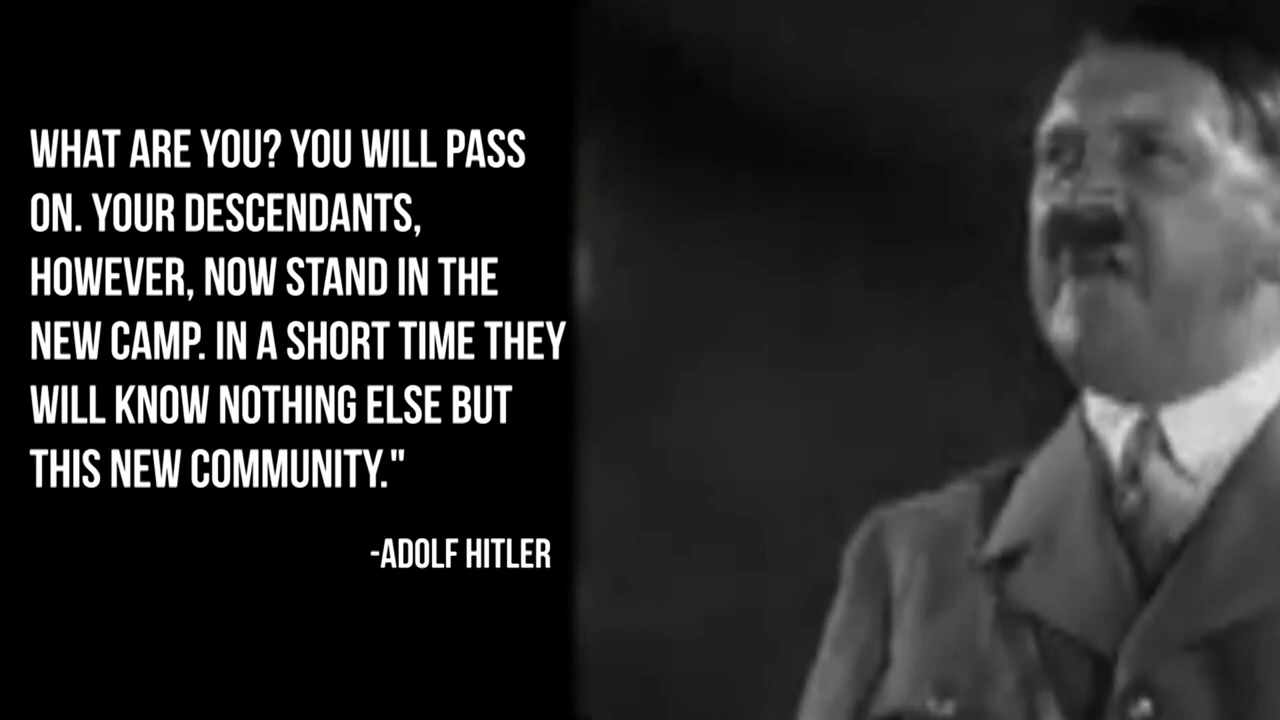 WHAT ARE YOU? YOU WILL PASS
ON. YOUR DESCENDANTS,
HOWEVER, NOW STAND IN THE
NEW CAMP. IN A SHORT TIME THEY
WILL KNOW NOTHING ELSE BUT
THIS NEW COMMUNITY."
-ADOLF HITLER